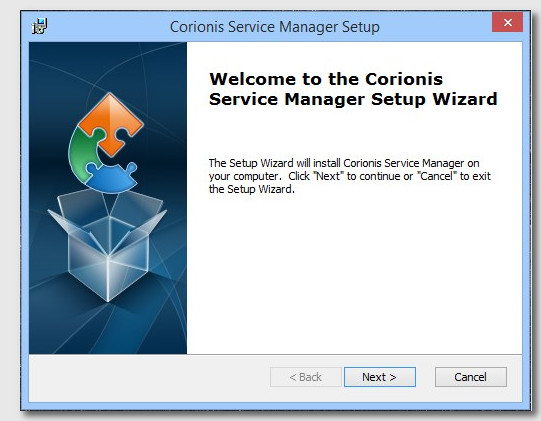 Corionis Service Manager Setup
Welcome to the Corionis
Service Manager Setup Wizard
The Setup Wizard will install Corionis Service Manager on
your computer. Click "Next" to continue or "Cancel" to exit
the Setup Wizard.
< Back Next > Cancel